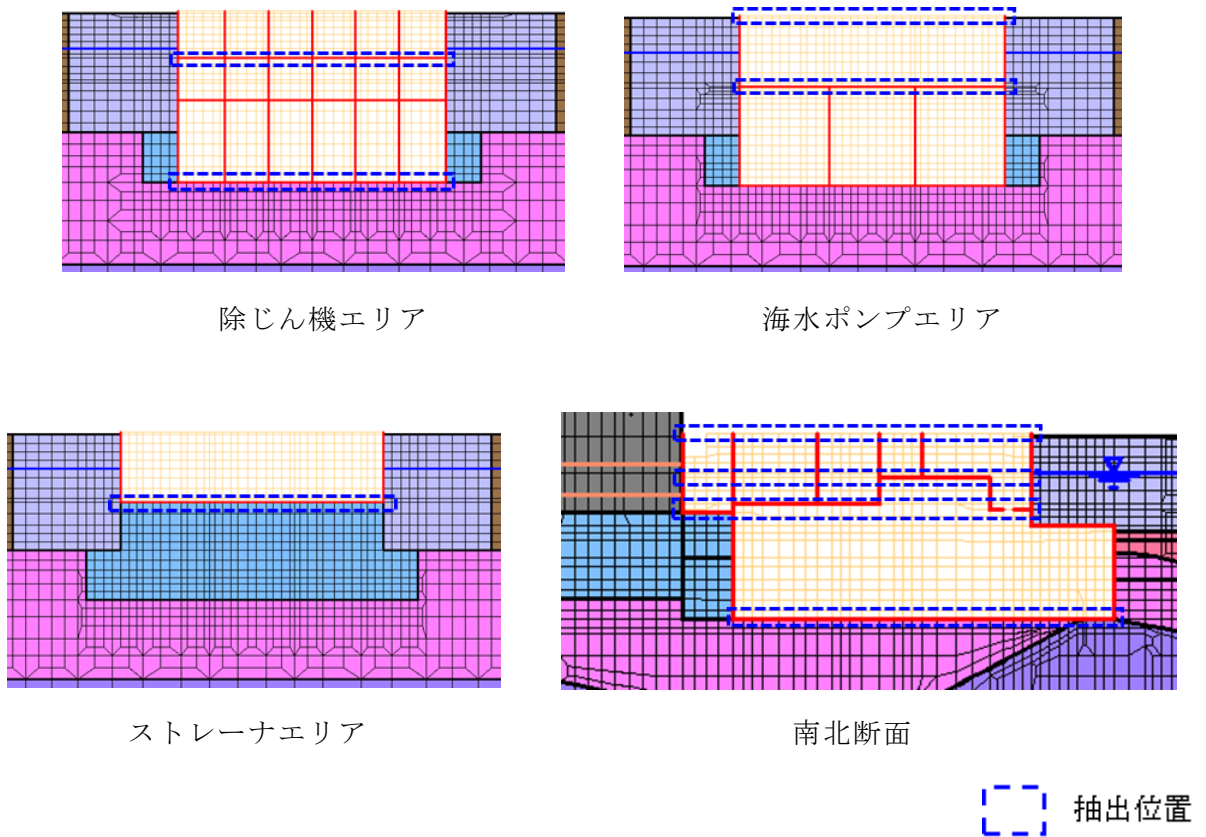 除じん機エリア
海水ポンプエリア
ストレーナエリア
南北断面
抽出位置